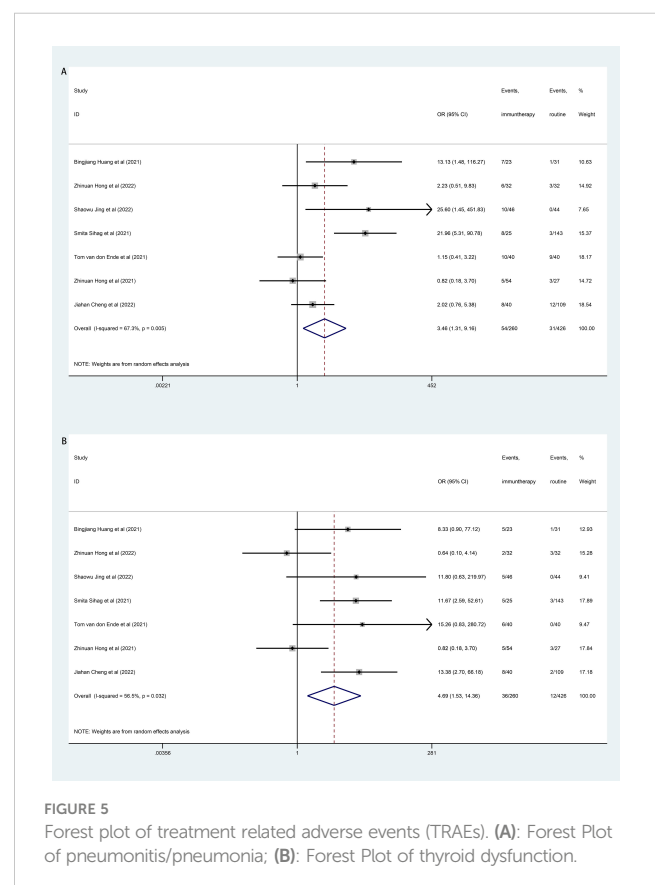 A
Study Events, Events, %
ID OR (95% CI) immuntherapy routine Weight
Bingjiang Huang et al (2021) 13.13 (1.48, 116.27) 7/23 1/31 10.63
Zhinuan Hong et al (2022) 2.23 (0.51, 9.83) 6/32 3/32 14.92
Shaowu Jing et al (2022) 25.60 (1.45, 451.83) 10/46 0/44 7.65
Smita Sihag et al (2021) 21.96 (5.31, 90.78) 8/25 3/143 15.37
Tom van don Ende et al (2021) 1.15 (0.41, 3.22) 10/40 9/40 18.17
Zhinuan Hong et al (2021) 0.82 (0.18, 3.70) 5/54 3/27 14.72
Jiahan Cheng et al (2022) 2.02 (0.76, 5.38) 8/40 12/109 18.54
Overall (I-squared = 67.3%, p = 0.005) 3.46 (1.31, 9.16) 54/260 31/426 100.00
NOTE: Weights are from random effects analysis
.00221 1 452
B
Study Events, Events, %
ID OR (95% CI) immuntherapy routine Weight
Bingjiang Huang et al (2021) 8.33 (0.90, 77.12) 5/23 1/31 12.93
Zhinuan Hong et al (2022) 0.64 (0.10, 4.14) 2/32 3/32 15.28
Shaowu Jing et al (2022) 11.80 (0.63, 219.97) 5/46 0/44 9.41
Smita Sihag et al (2021) 11.67 (2.59, 52.61) 5/25 3/143 17.89
Tom van don Ende et al (2021) 15.26 (0.83, 280.72) 6/40 0/40 9.47
Zhinuan Hong et al (2021) 0.82 (0.18, 3.70) 5/54 3/27 17.84
Jiahan Cheng et al (2022) 13.38 (2.70, 66.18) 8/40 2/109 17.18
Overall (I-squared = 56.5%, p = 0.032) 4.69 (1.53, 14.36) 36/260 12/426 100.00
NOTE: Weights are from random effects analysis
.00356 1 281
FIGURE 5
Forest plot of treatment related adverse events (TRAEs). (A): Forest Plot
of pneumonitis/pneumonia; (B): Forest Plot of thyroid dysfunction.